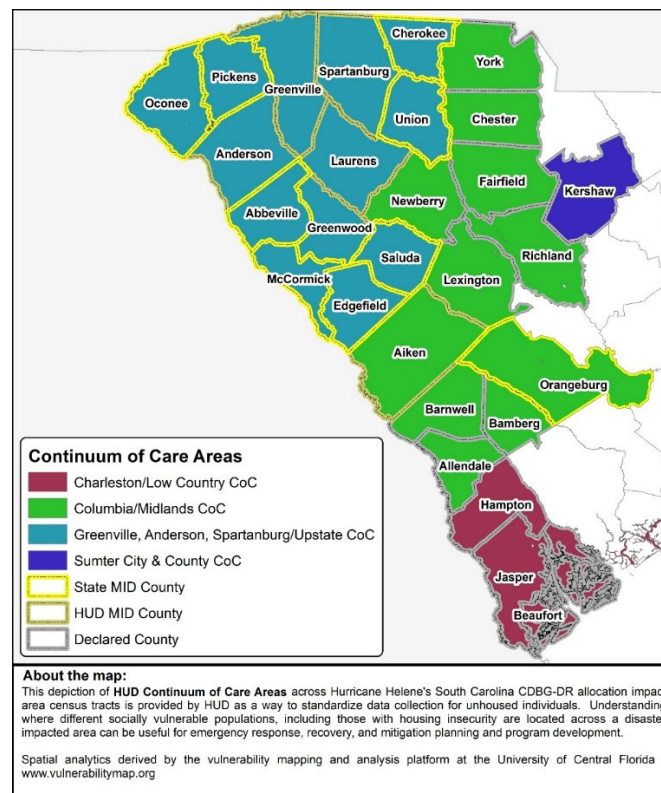 Cherokee
York
Spartanburg
Pickens
Greenville
Oconee
Union
Chester
Anderson
Laurens
Fairfield
Kershaw
Newberry
Abbeville
Greenwood
Richland
Saluda
Lexington
McCormick
Edgefield
Aiken
Orangeburg
Barnwell
Bamberg
Allendale
Hampton
Jasper
Beaufort
Continuum of Care Areas
Charleston/Low Country CoC
Columbia/Midlands CoC
Greenville, Anderson, Spartanburg/Upstate CoC
Sumter City & County CoC
State MID County
HUD MID County
Declared County
About the map:
This depiction of HUD Continuum of Care Areas across Hurricane Helene's South Carolina CDBG-DR allocation impac
area census tracts is provided by HUD as a way to standardize data collection for unhoused individuals. Understanding
where different socially vulnerable populations, including those with housing insecurity are located across a disaste
impacted area can be useful for emergency response, recovery, and mitigation planning and program development.
Spatial analytics derived by the vulnerability mapping and analysis platform at the University of Central Florida
www.vulnerabilitymap.org